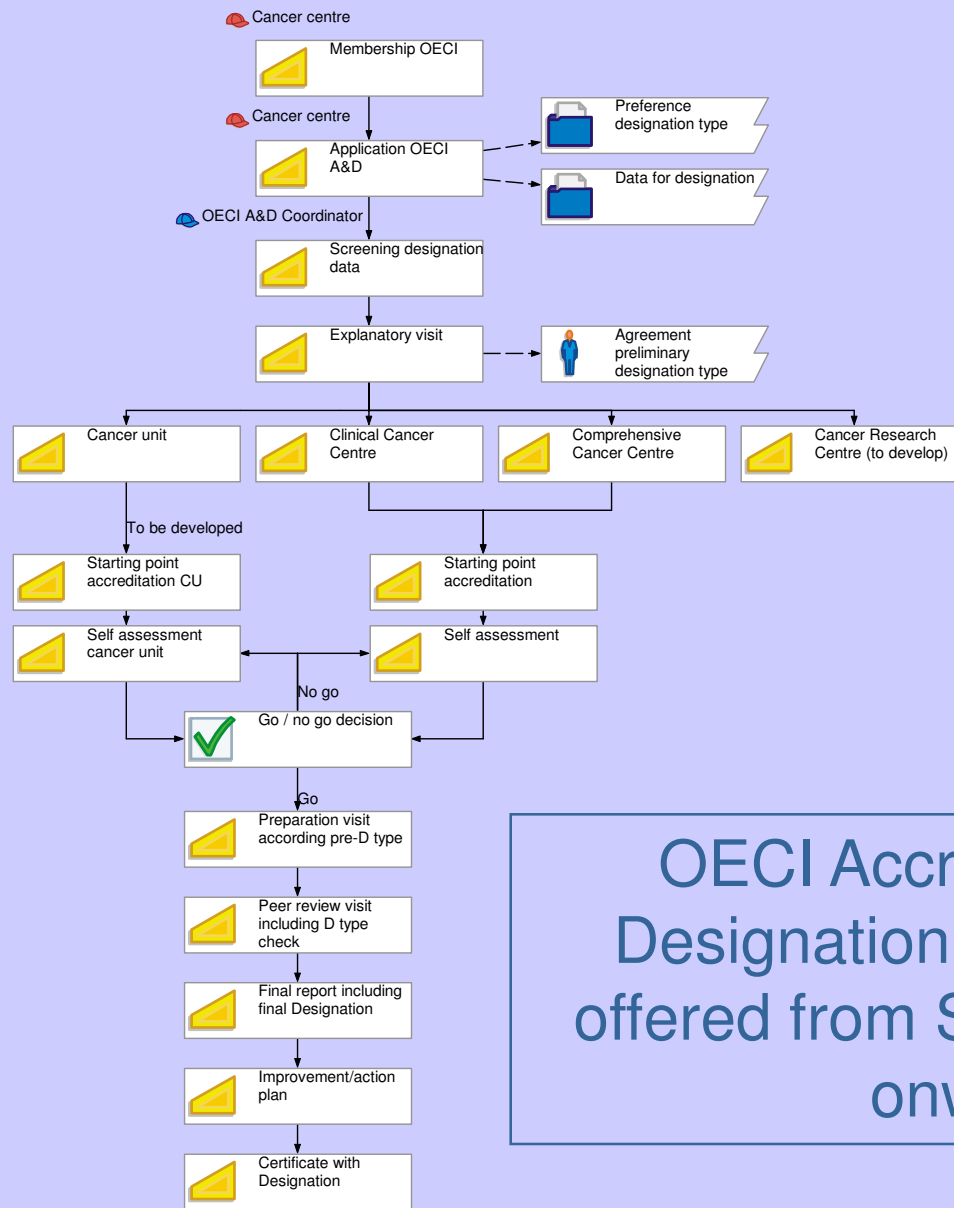 Cancer centre
Membership OECI
Cancer centre
Application OECI
A&D
Preference
designation type
Data for designation
OECI A&D Coordinator
Screening designation
data
Explanatory visit
Agreement
preliminary
designation type
Cancer unit
Clinical Cancer
Centre
Comprehensive
Cancer Centre
Cancer Research
Centre (to develop)
To be developed
Starting point
accreditation CU
Starting point
accreditation
Self assessment
cancer unit
Self assessment
No go
Go / no go decision
Go
Preparation visit
according pre-D type
Peer review visit
including D type
check
Final report including
final Designation
Improvement/action
plan
Certificate with
Designation
OECI Accr
Designation
offered from S
onw